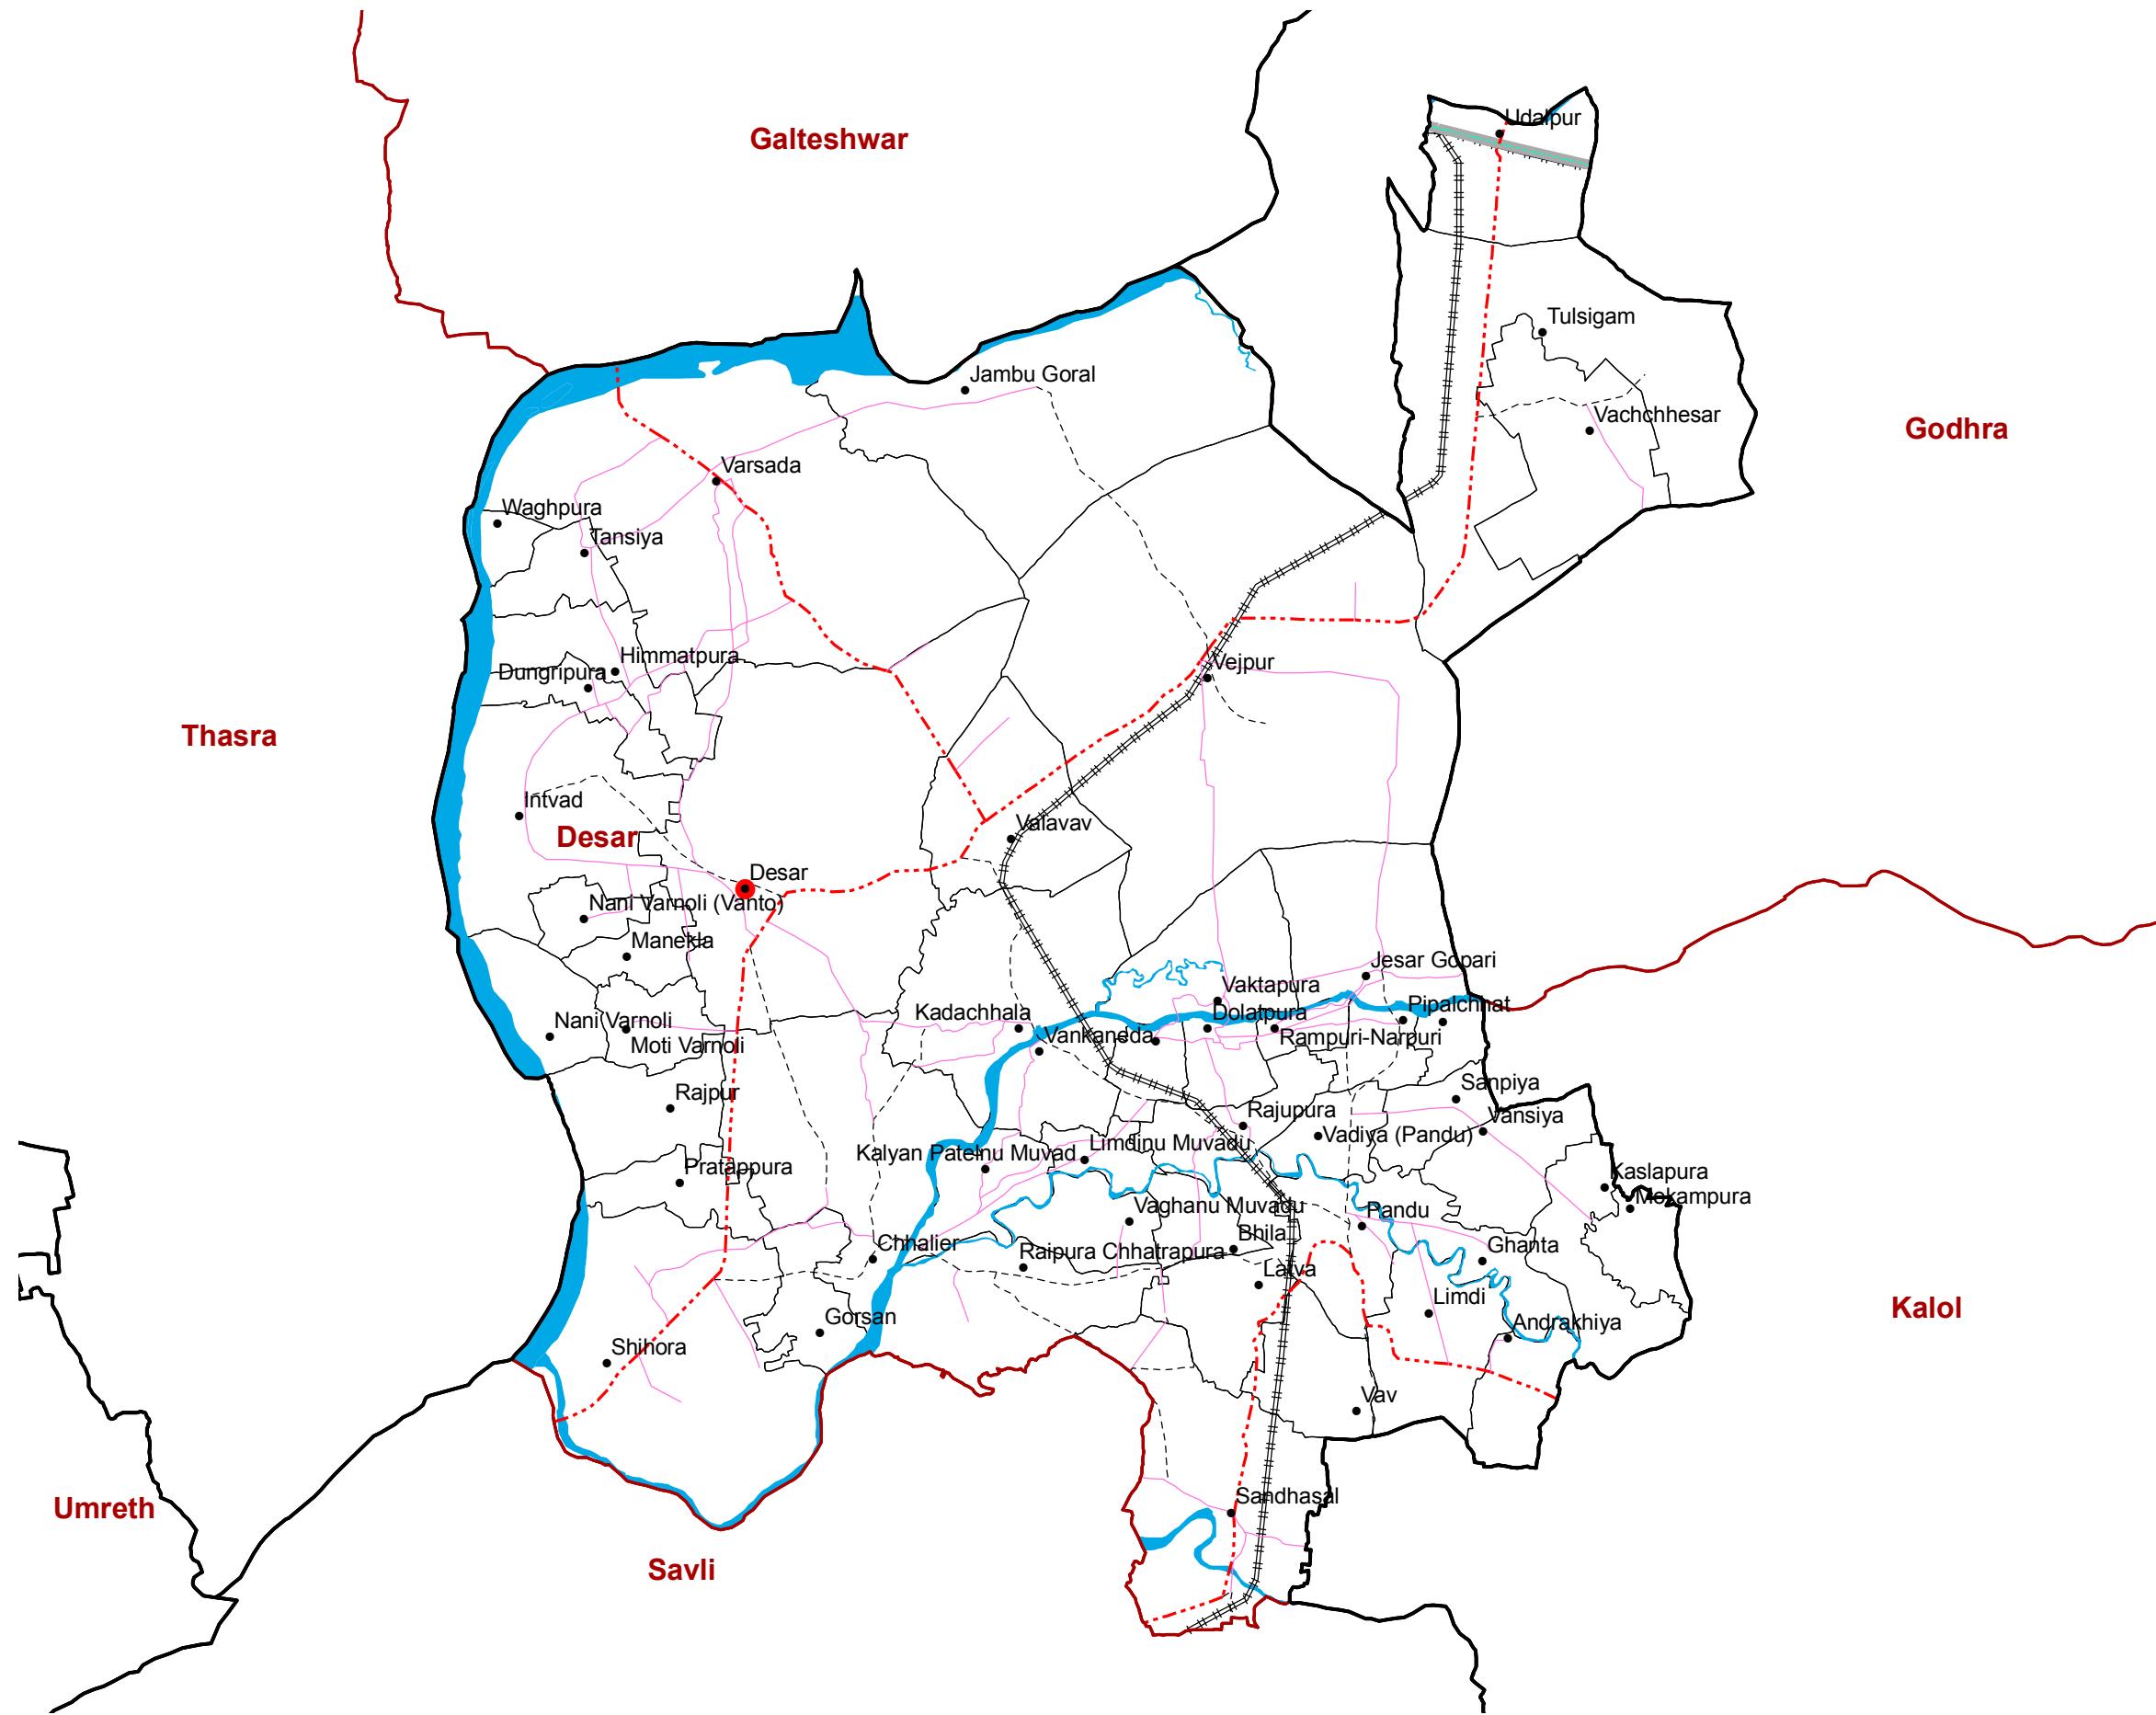 Udalpur
Galteshwar
Tulsigam
Jambu Goral
Vachchhesar
Godhra
Varsada
Waghpura
Tansiya
Himmatpura
Vejpur
Dungripura
Thasra
Intvad
Valavav
Desar
Desar
Nani Varnoli (Vanto)
Manekla
Jesar Gopari
Vaktapura
Pipalchhat
Kadachhala
Dolatpura
Nani Varnoli
Vankaneda
Rampuri-Narpuri
Moti Varnoli
Sanpiya
Rajpur
Rajupura
Vansiya
Vadiya (Pandu)
Limdinu Muvadu
Kalyan Patelnu Muvad
Pratappura
Kaslapura
Mokampura
Vaghanu Muvadu
Pandu
Bhila
Chhalier
Raipura Chhatrapura
Ghanta
Latva
Limdi
Kalol
Gorsan
Andrakhiya
Shihora
Vav
Sandhasal
Umreth
Savli